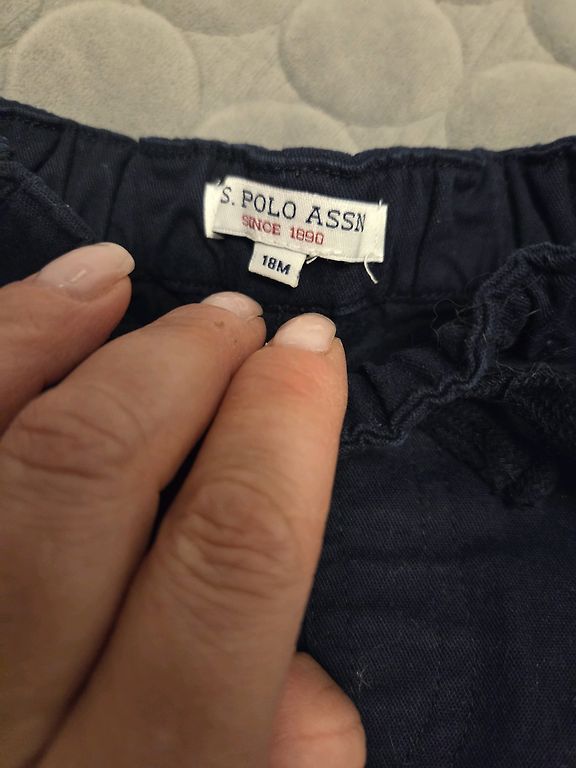 S. POLO ASSN
SINCE 1890
18M